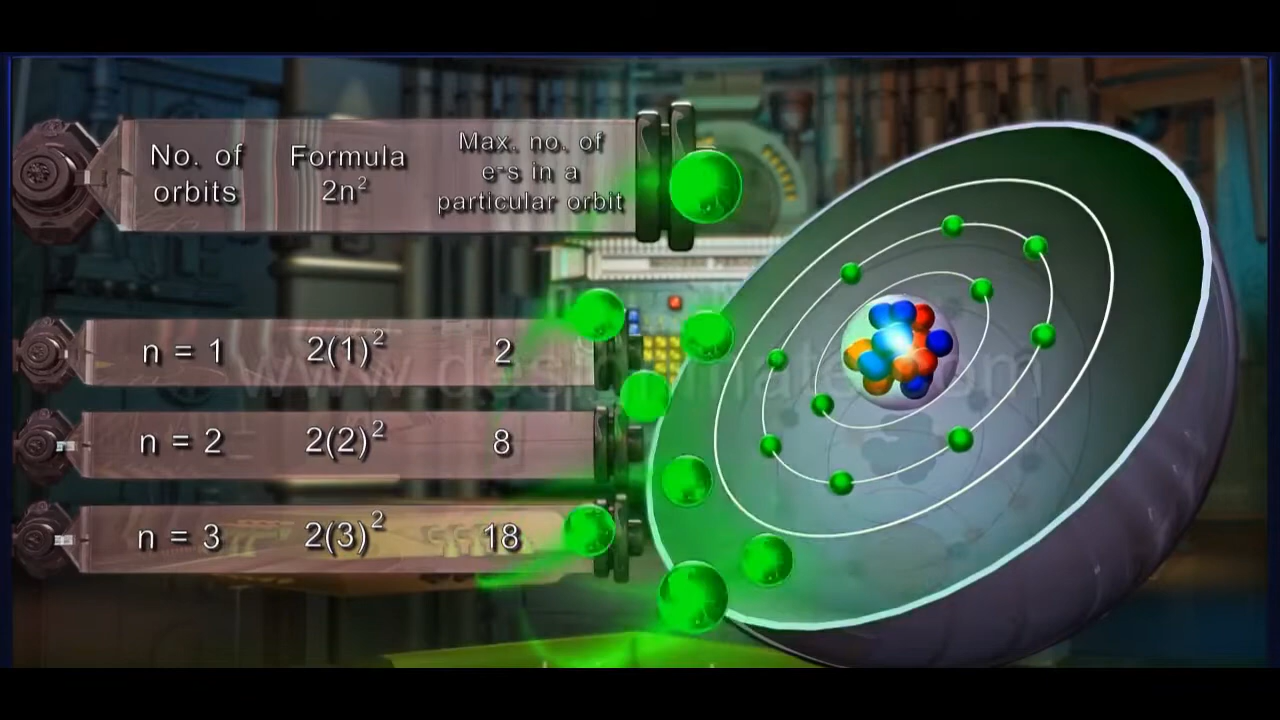 No. of orbits
Formula 2n²
Max. no. of e⁻s in a particular orbit
n = 1 2(1)² 2
n = 2 2(2)² 8
n = 3 2(3)² 18